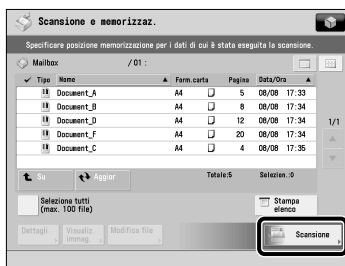 Scansione e memorizzaz.
Specificare posizione memorizzazione per i dati di cui è stata eseguita la scansione.
Mailbox /01 :
✓ Tipo Nome ▲ Form.carta Pagina Data/Ora ▲
Document_A A4 5 08/08 17:33
Document_B A4 8 08/08 17:34
Document_D A4 12 08/08 17:34
Document_F A4 20 08/08 17:34
Document_C A4 4 08/08 17:35
1/1
Su Aggior Totale:5 Selezion.:0
Seleziona tutti
(max. 100 file)
Stampa
elenco
Dettagli Visualiz.
immag. Modifica file
Scansione